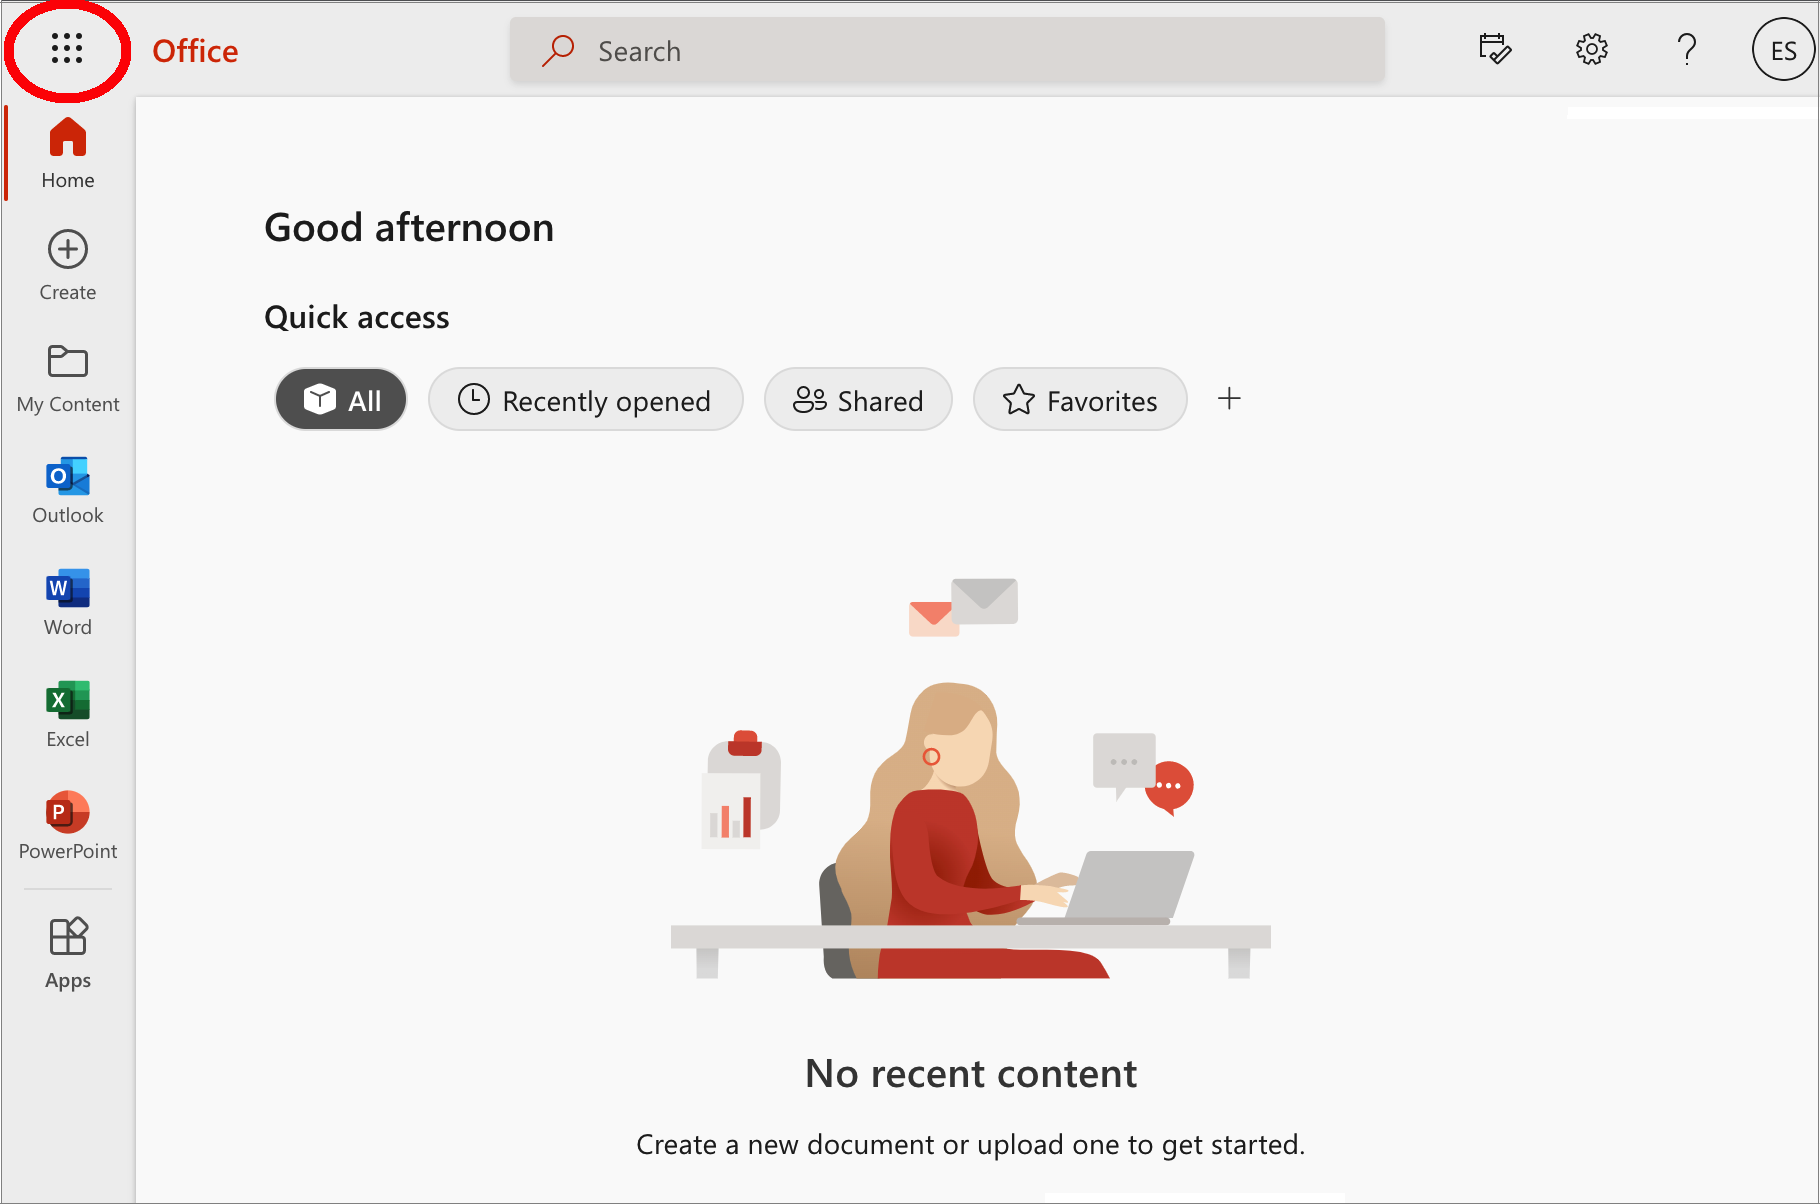 Office
Search
ES
Home
Create
My Content
Outlook
Word
Excel
PowerPoint
Apps
Good afternoon
Quick access
All
Recently opened
Shared
Favorites
No recent content
Create a new document or upload one to get started.